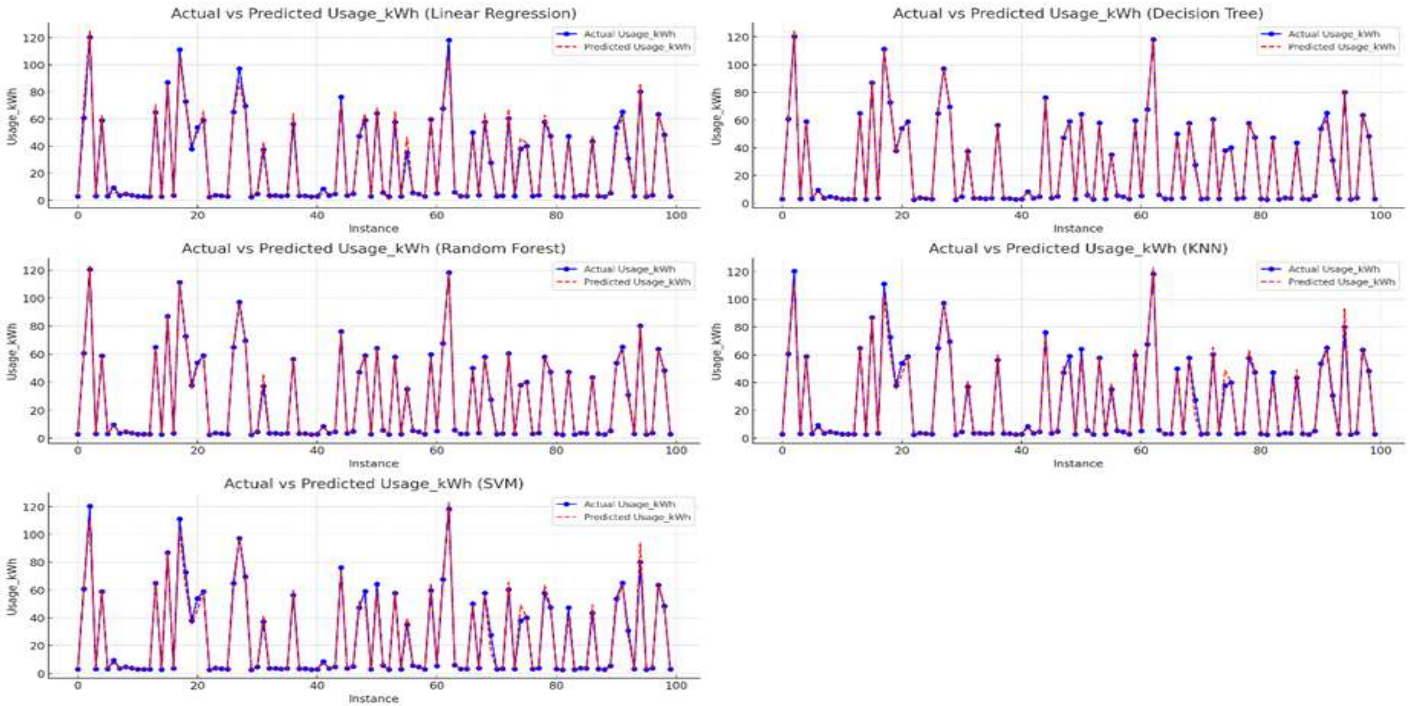 Actual vs Predicted Usage_kWh (Linear Regression)
Actual Usage_kWh
Predicted Usage_kWh
120
100
80
60
40
20
0
Usage_kWh
0 20 40 60 80 100
Instance
Actual vs Predicted Usage_kWh (Decision Tree)
Actual Usage_kWh
Predicted Usage_kWh
120
100
80
60
40
20
0
0 20 40 60 80 100
Instance
Actual vs Predicted Usage_kWh (Random Forest)
Actual Usage_kWh
Predicted Usage_kWh
120
100
80
60
40
20
0
Usage_kWh
0 20 40 60 80 100
Instance
Actual vs Predicted Usage_kWh (KNN)
Actual Usage_kWh
Predicted Usage_kWh
120
100
80
60
40
20
0
0 20 40 60 80 100
Instance
Actual vs Predicted Usage_kWh (SVM)
Actual Usage_kWh
Predicted Usage_kWh
120
100
80
60
40
20
0
Usage_kWh
0 20 40 60 80 100
Instance